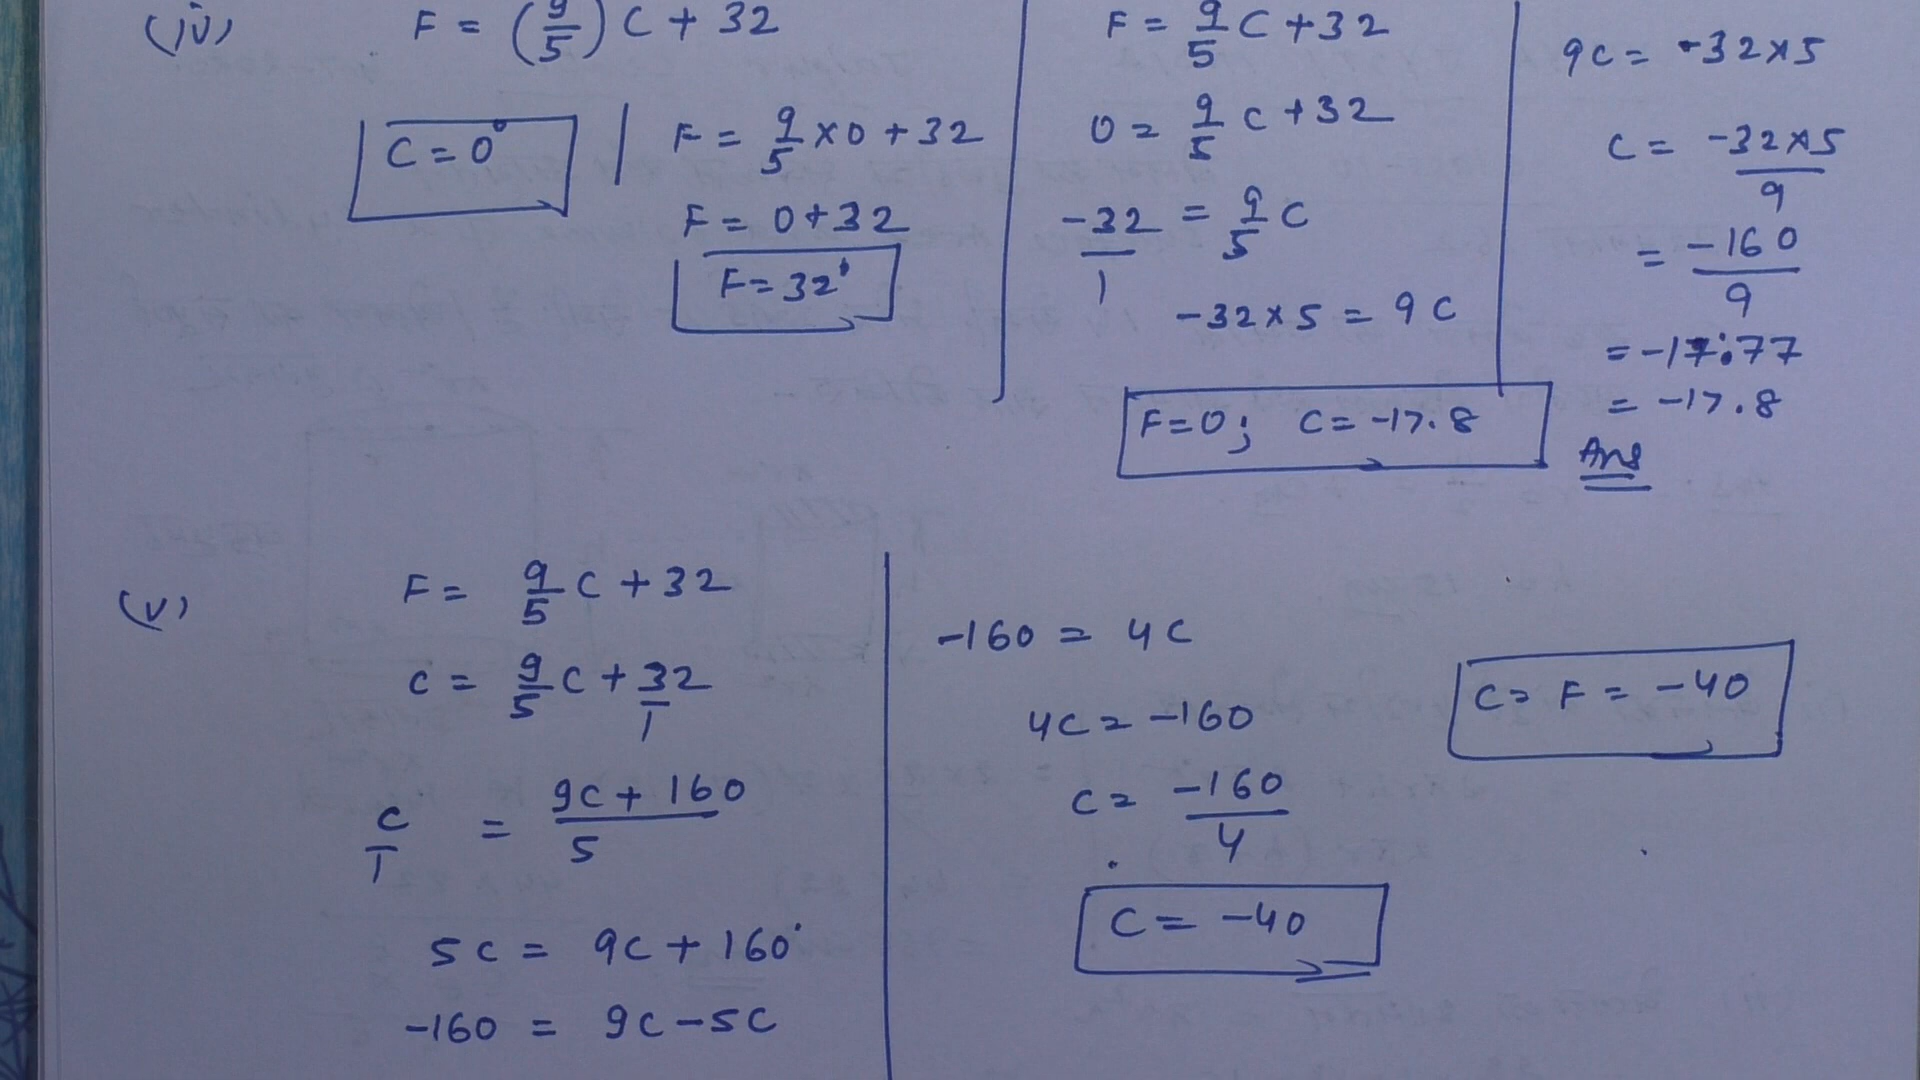 (iv) F = (9/5) C + 32
C = 0°
F = 9/5 × 0 + 32
F = 0 + 32
F = 32°
F = 9/5 C + 32
0 = 9/5 C + 32
-32/1 = 9/5 C
-32 × 5 = 9C
F = 0; C = -17.8
9C = -32 × 5
C = -32 × 5/9
= -160/9
= -17.77
= -17.8
Ans
(v) F = 9/5 C + 32
C = 9/5 C + 32/1
C/1 = 9C + 160/5
5C = 9C + 160
-160 = 9C - 5C
-160 = 4C
4C = -160
C = -160/4
C = -40
C = F = -40